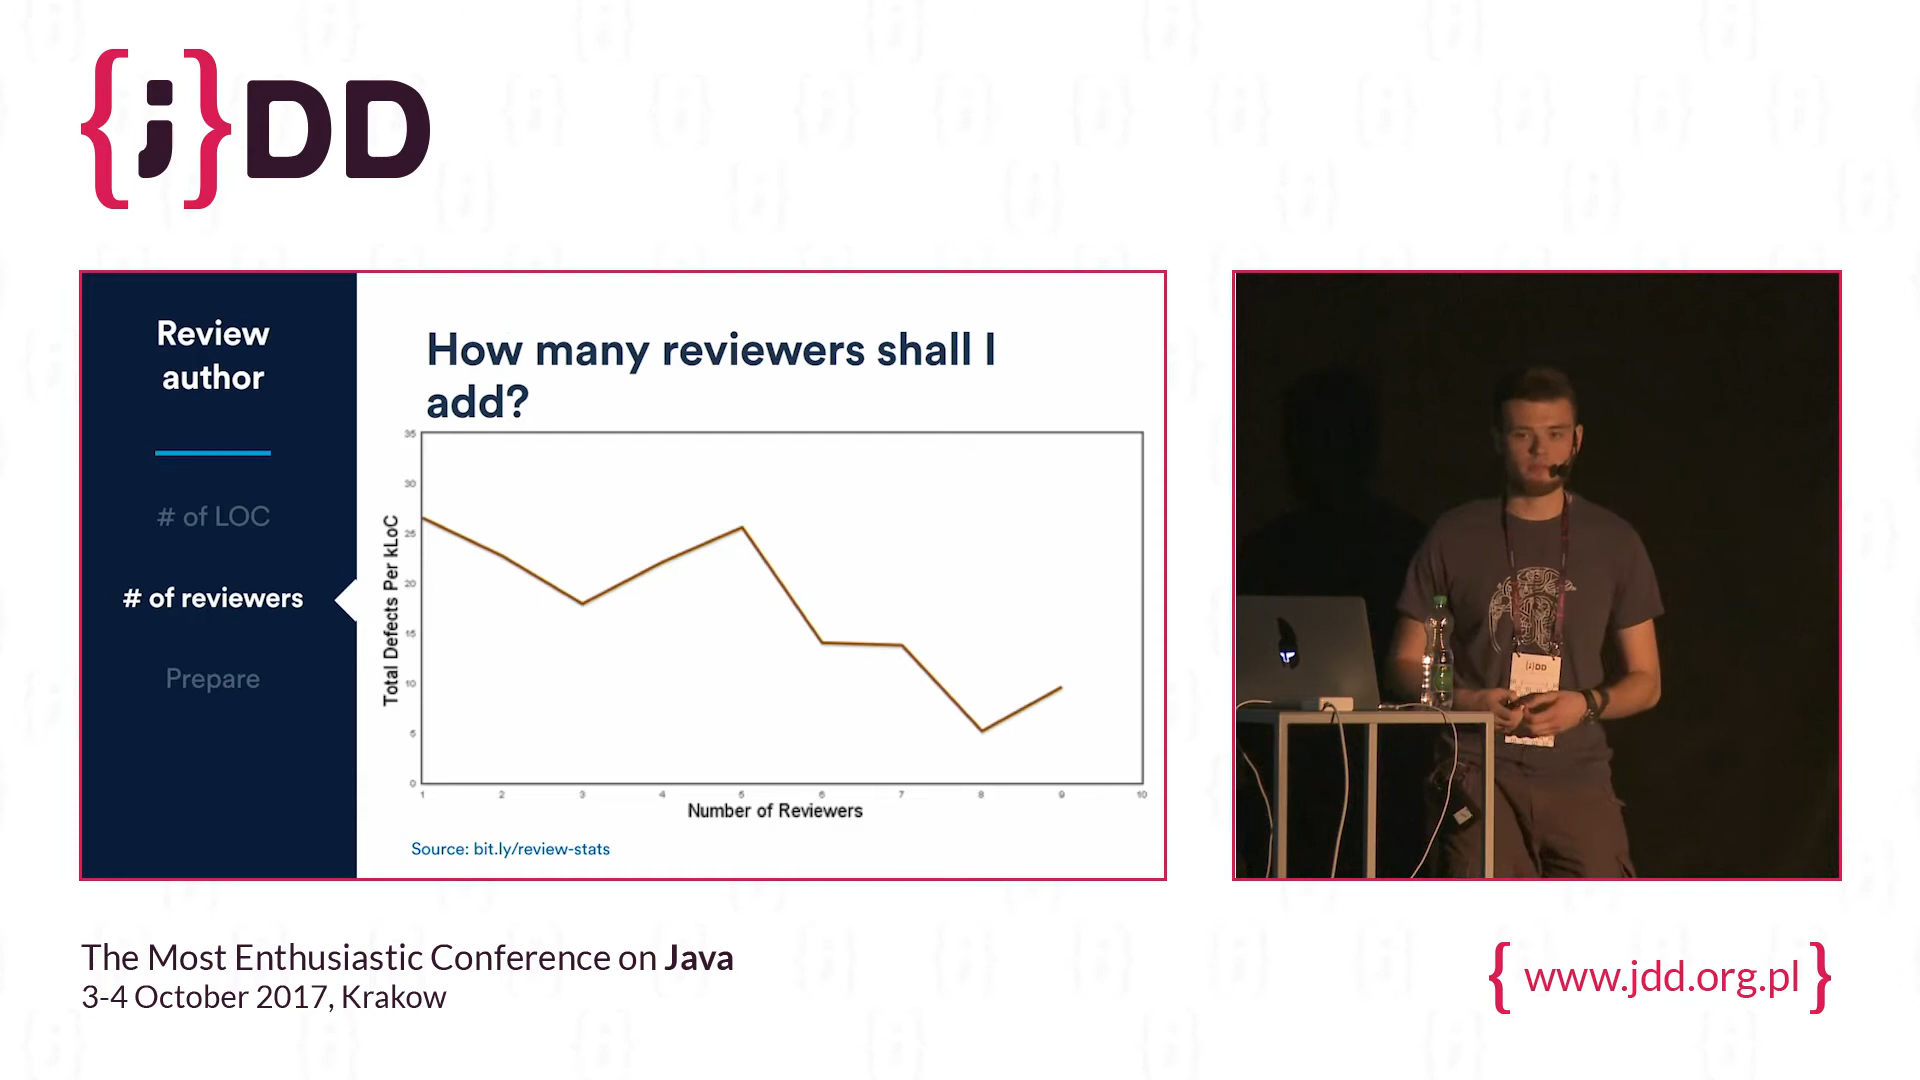 {;}DD
Review
author
# of LOC
# of reviewers
Prepare
How many reviewers shall I
add?
35
30
25
20
15
10
5
0
Total Defects Per kLoC
1 2 3 4 5 6 7 8 9 10
Number of Reviewers
Source: bit.ly/review-stats
{;}DD
The Most Enthusiastic Conference on Java
3-4 October 2017, Krakow
{ www.jdd.org.pl }